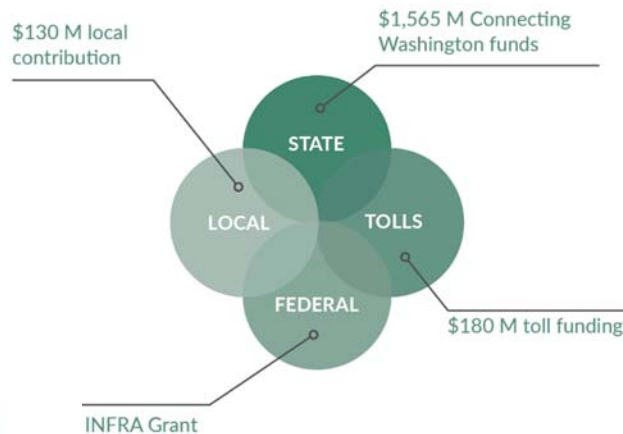 $130 M local
contribution
$1,565 M Connecting
Washington funds
STATE
LOCAL
TOLLS
FEDERAL
$180 M toll funding
INFRA Grant